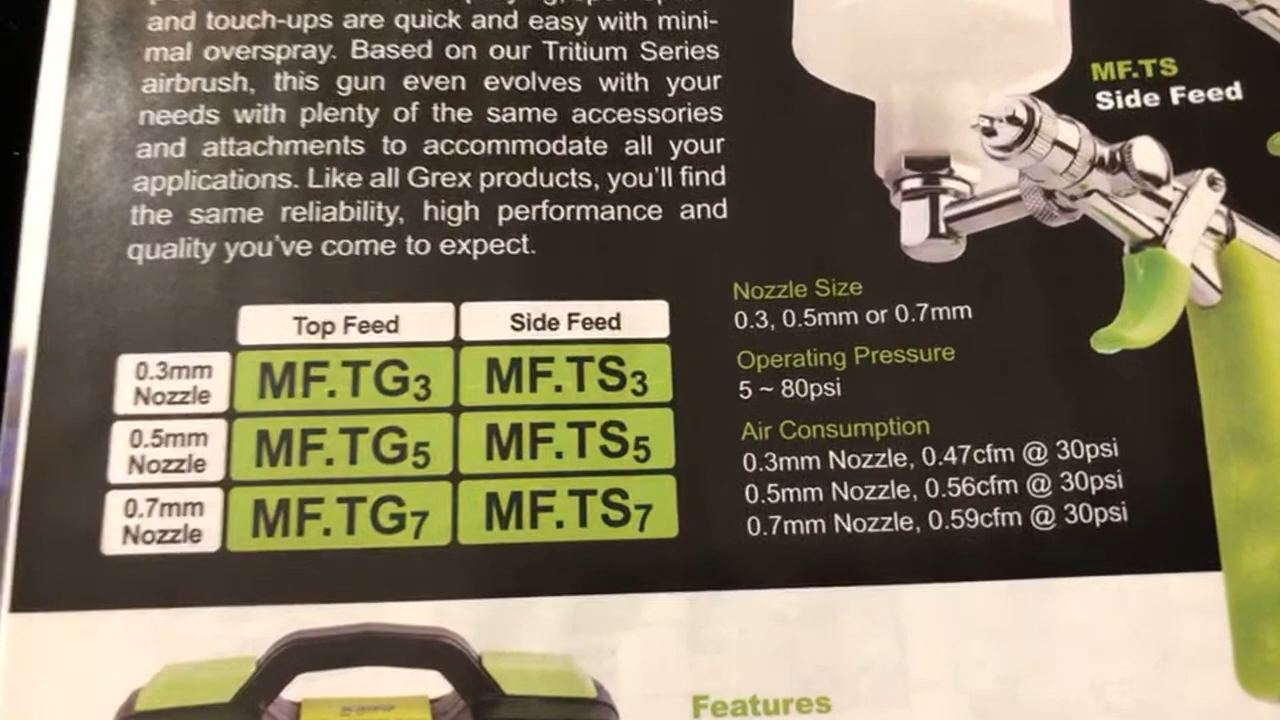 and touch-ups are quick and easy with mini-
mal overspray. Based on our Tritium Series
airbrush, this gun even evolves with your
needs with plenty of the same accessories
and attachments to accommodate all your
applications. Like all Grex products, you'll find
the same reliability, high performance and
quality you've come to expect.
MF.TS
Side Feed
Top Feed
Side Feed
0.3mm
Nozzle
MF.TG3
MF.TS3
0.5mm
Nozzle
MF.TG5
MF.TS5
0.7mm
Nozzle
MF.TG7
MF.TS7
Nozzle Size
0.3, 0.5mm or 0.7mm
Operating Pressure
5 ~ 80psi
Air Consumption
0.3mm Nozzle, 0.47cfm @ 30psi
0.5mm Nozzle, 0.56cfm @ 30psi
0.7mm Nozzle, 0.59cfm @ 30psi
Features